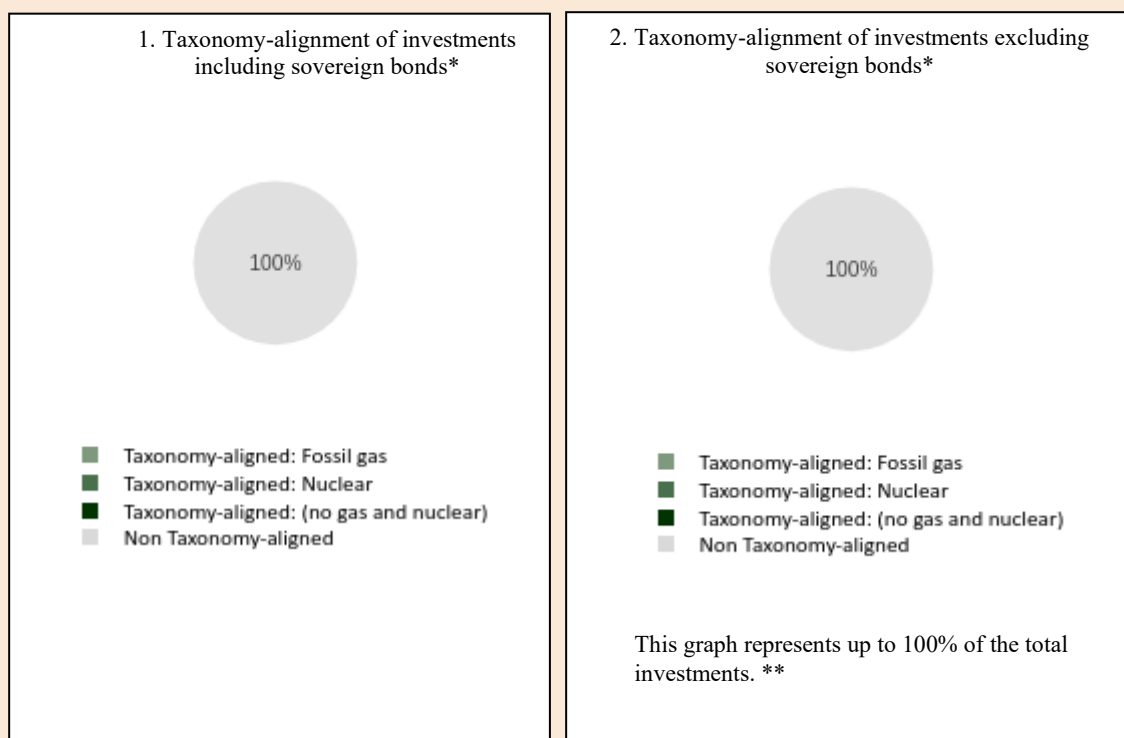 1. Taxonomy-alignment of investments
including sovereign bonds*
100%
Taxonomy-aligned: Fossil gas
Taxonomy-aligned: Nuclear
Taxonomy-aligned: (no gas and nuclear)
Non Taxonomy-aligned
2. Taxonomy-alignment of investments excluding
sovereign bonds*
100%
Taxonomy-aligned: Fossil gas
Taxonomy-aligned: Nuclear
Taxonomy-aligned: (no gas and nuclear)
Non Taxonomy-aligned
This graph represents up to 100% of the total
investments. **